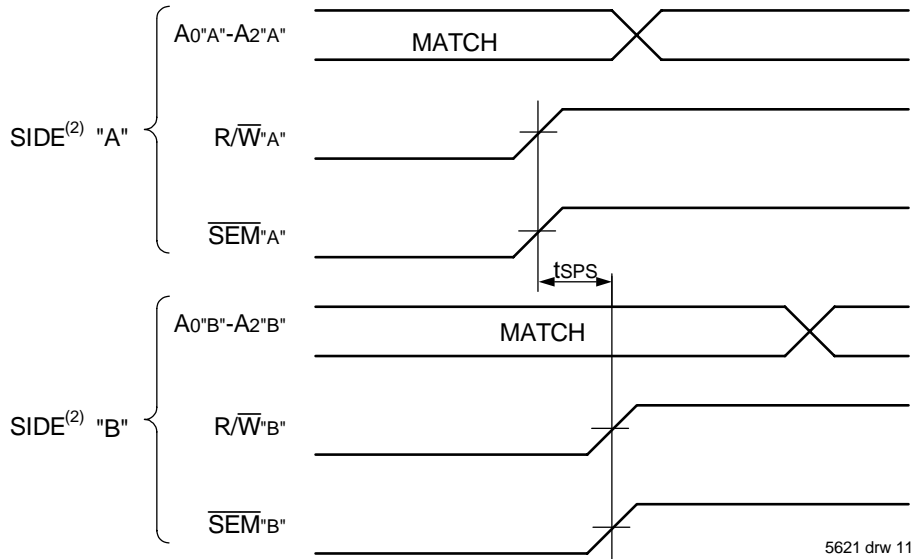 A0"A"-A2"A"
MATCH
SIDE(2) "A"
R/W"A"
SEM"A"
tSPS
A0"B"-A2"B"
MATCH
SIDE(2) "B"
R/W"B"
SEM"B"
5621 drw 11